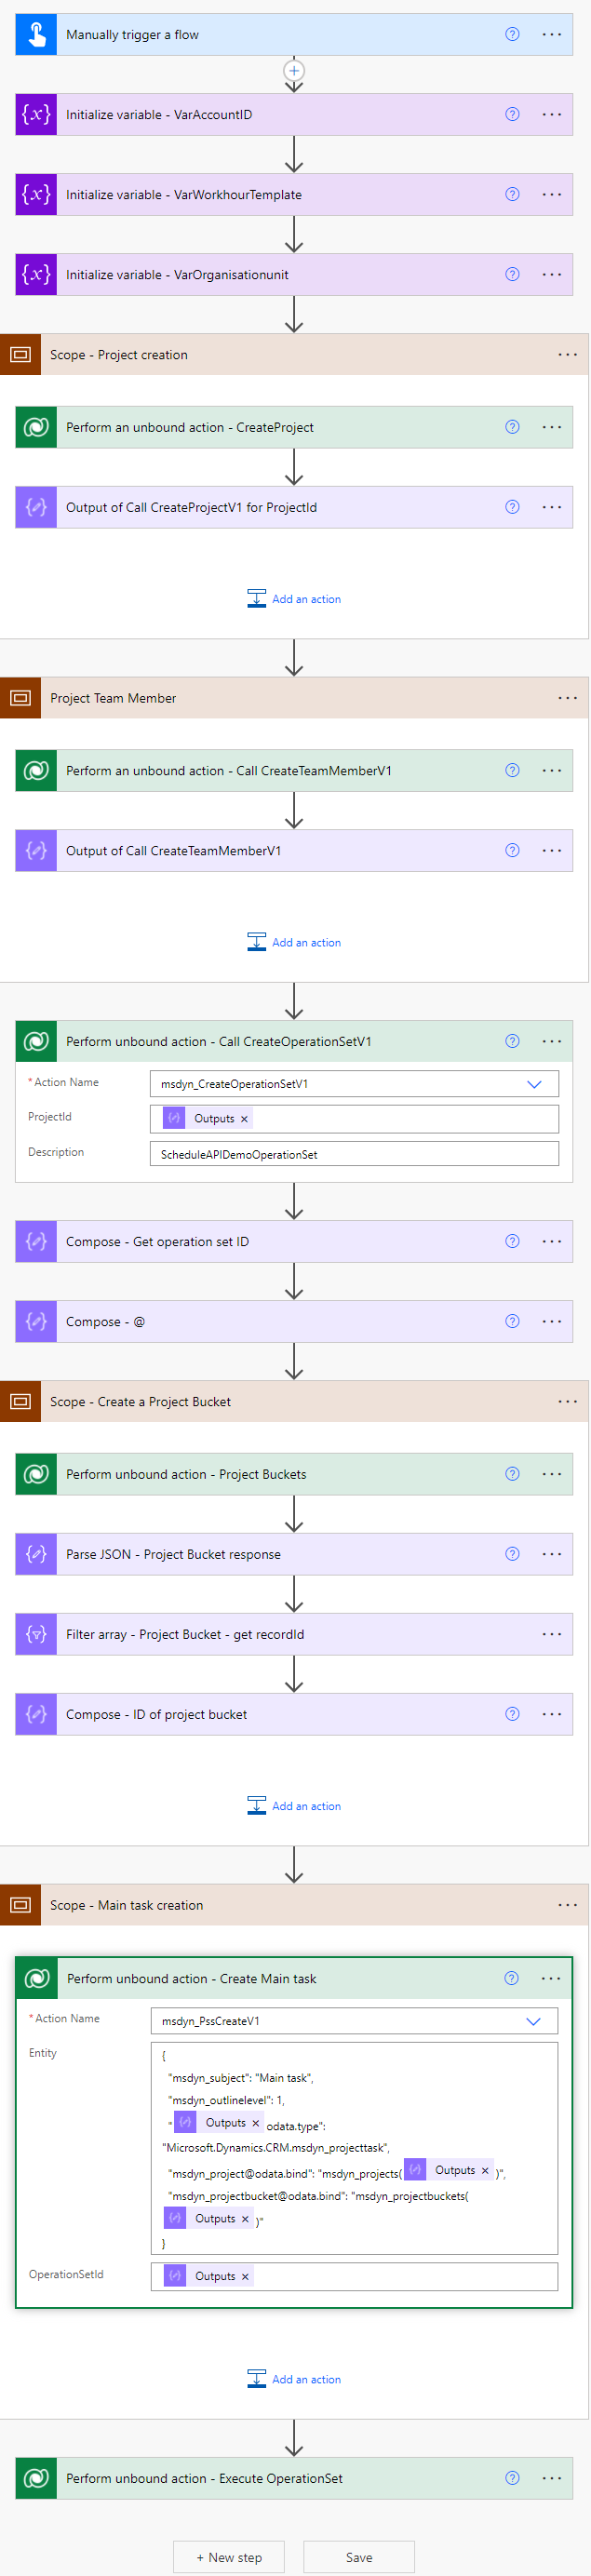 Manually trigger a flow
Initialize variable - VarAccountID
Initialize variable - VarWorkhourTemplate
Initialize variable - VarOrganisationunit
Scope - Project creation
Perform an unbound action - CreateProject
Output of Call CreateProjectV1 for ProjectId
Add an action
Project Team Member
Perform an unbound action - Call CreateTeamMemberV1
Output of Call CreateTeamMemberV1
Add an action
Perform unbound action - Call CreateOperationSetV1
* Action Name
msdyn_CreateOperationSetV1
ProjectId
Outputs ×
Description
ScheduleAPIDemoOperationSet
Compose - Get operation set ID
Compose - @
Scope - Create a Project Bucket
Perform unbound action - Project Buckets
Parse JSON - Project Bucket response
Filter array - Project Bucket - get recordId
Compose - ID of project bucket
Add an action
Scope - Main task creation
Perform unbound action - Create Main task
* Action Name
msdyn_PssCreateV1
Entity
{
"msdyn_subject": "Main task",
"msdyn_outlinelevel": 1,
" Outputs × odata.type":
"Microsoft.Dynamics.CRM.msdyn_projecttask",
"msdyn_project@odata.bind": "msdyn_projects( Outputs × )",
"msdyn_projectbucket@odata.bind": "msdyn_projectbuckets(
Outputs × )"
}
OperationSetId
Outputs ×
Add an action
Perform unbound action - Execute OperationSet
+ New step
Save